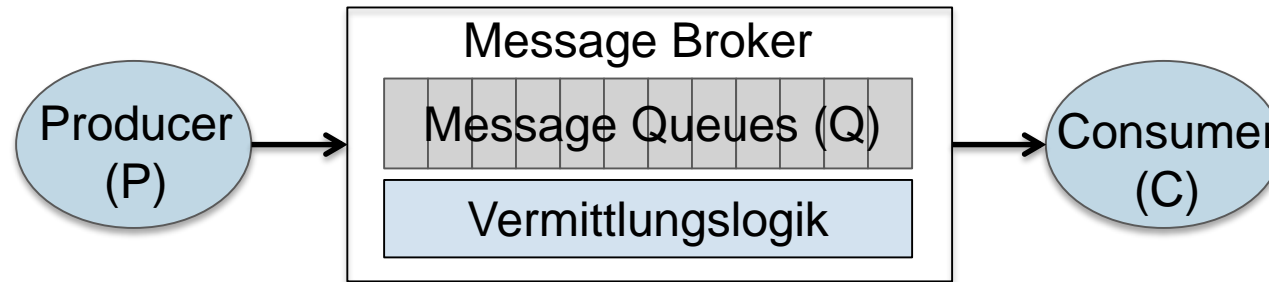 Message Broker
Producer
(P)
Message Queues (Q)
Vermittlungslogik
Consumer
(C)